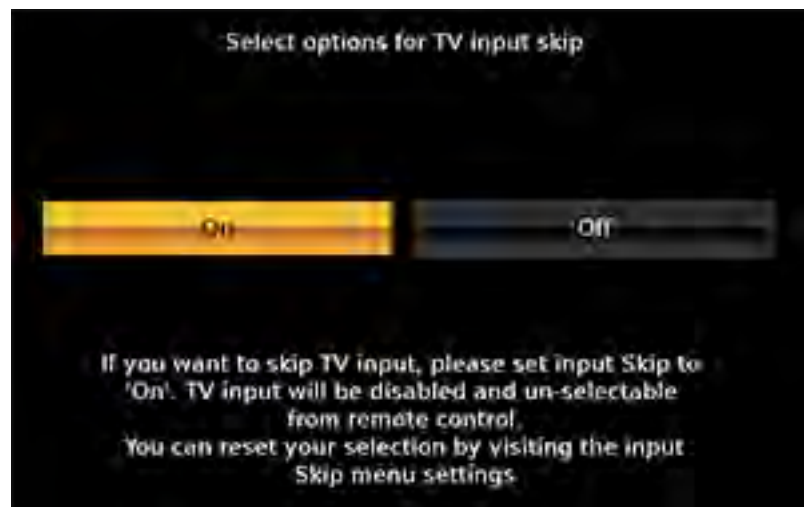 Select options for TV input skip
On
Off
If you want to skip TV input, please set input Skip to
'On'. TV input will be disabled and un-selectable
from remote control.
You can reset your selection by visiting the input
Skip menu settings